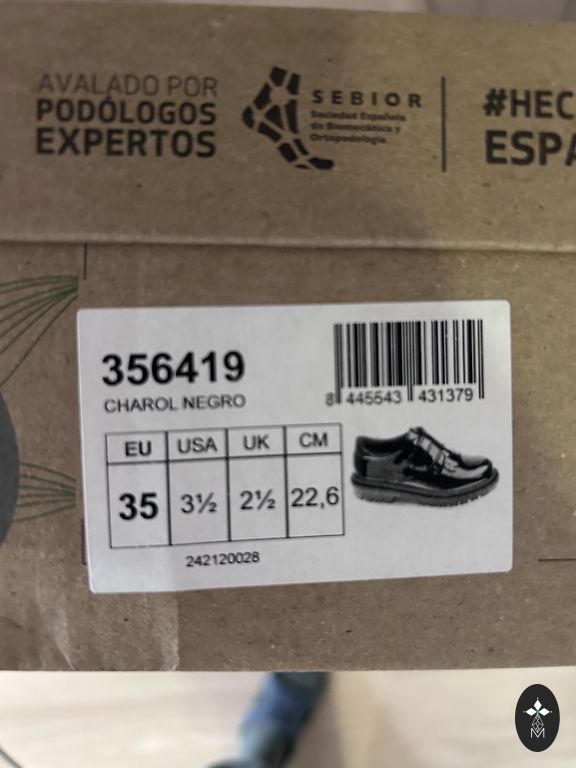 AVALADO POR
PODÓLOGOS
EXPERTOS
SEBIOR
Sociedad Española
de Biomecánica y
Ortopodología
#HEC
ESPA
356419
CHAROL NEGRO
8 445543 431379
EU USA UK CM
35 3½ 2½ 22,6
242120028
M